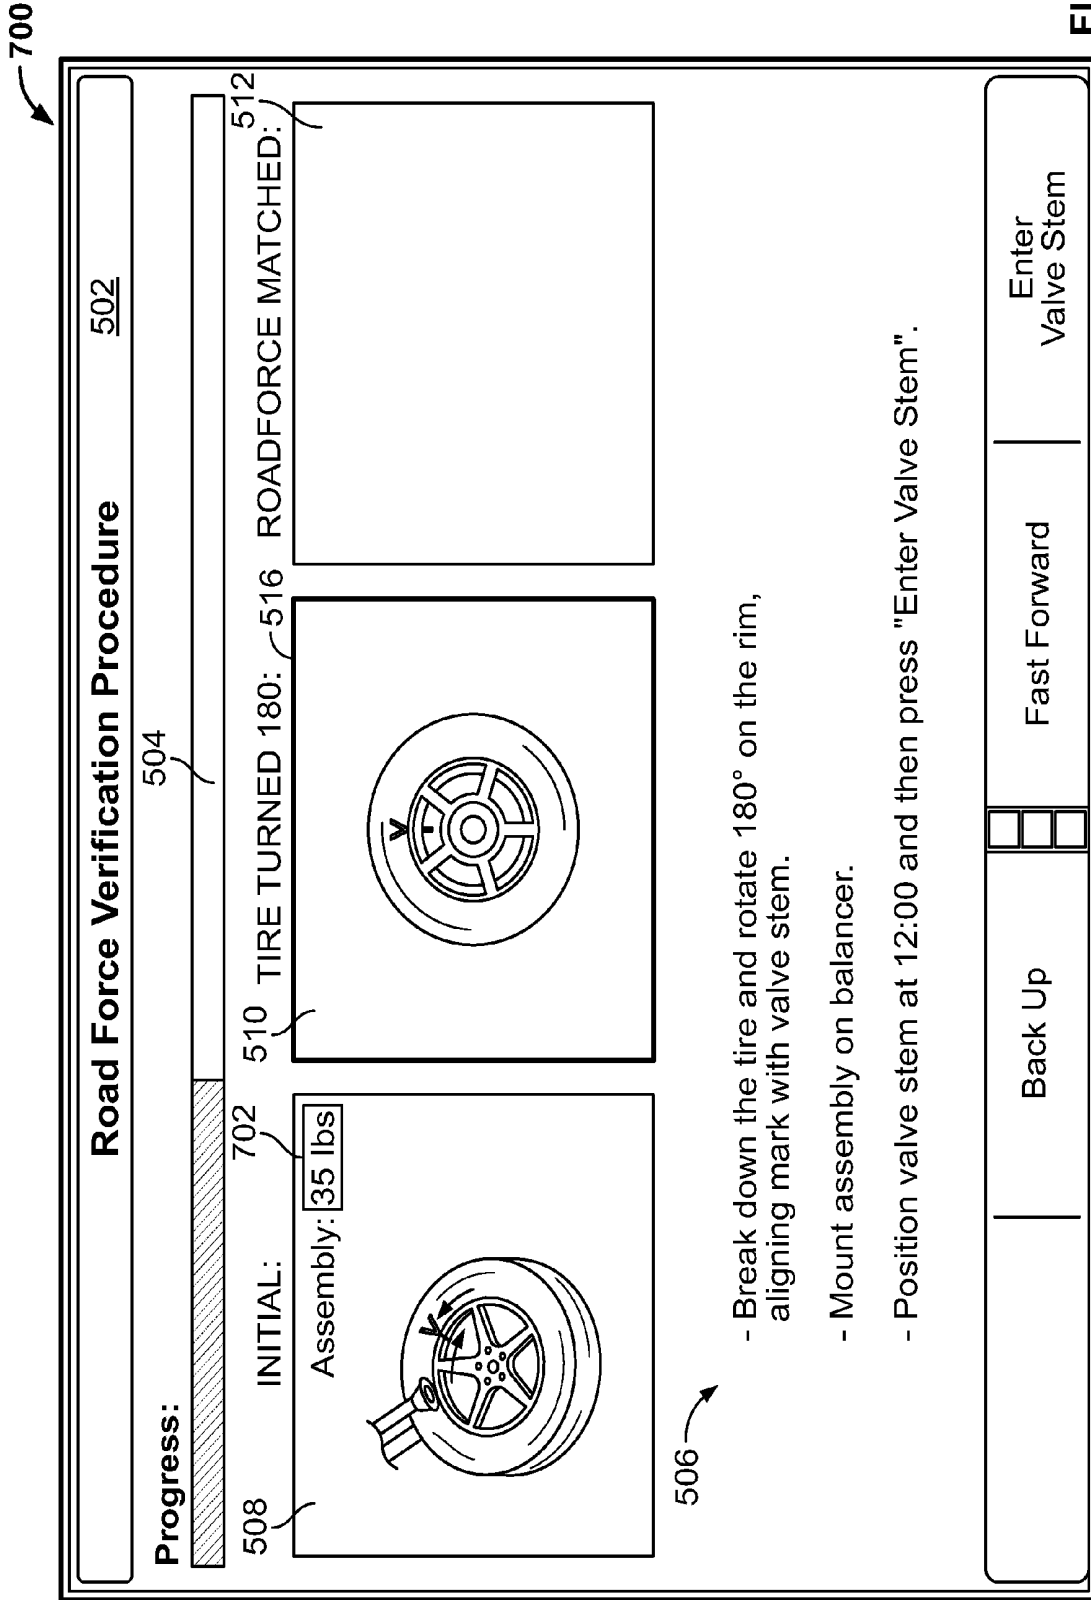 700
Road Force Verification Procedure
502
Progress:
504
508
INITIAL:
702
Assembly: 35 lbs
510
TIRE TURNED 180:
516
ROADFORCE MATCHED:
512
V
V
506
- Break down the tire and rotate 180° on the rim,
aligning mark with valve stem.
- Mount assembly on balancer.
- Position valve stem at 12:00 and then press "Enter Valve Stem".
Back Up
Fast Forward
Enter
Valve Stem